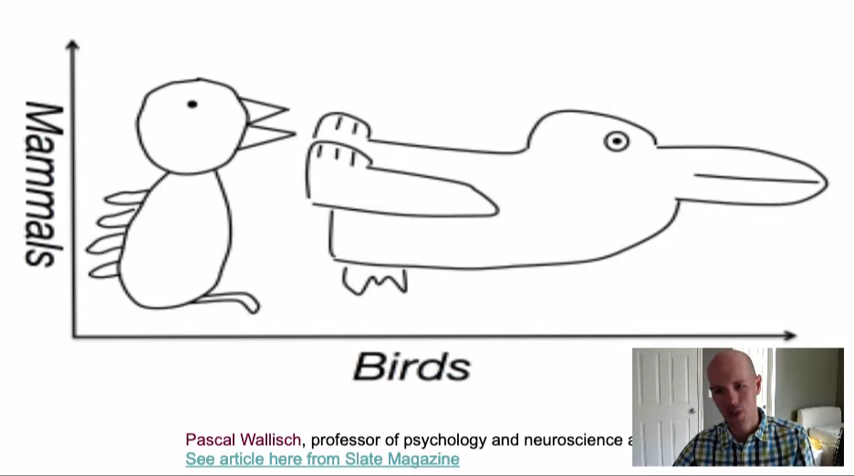 Mammals
Birds
Pascal Wallisch, professor of psychology and neuroscience
See article here from Slate Magazine